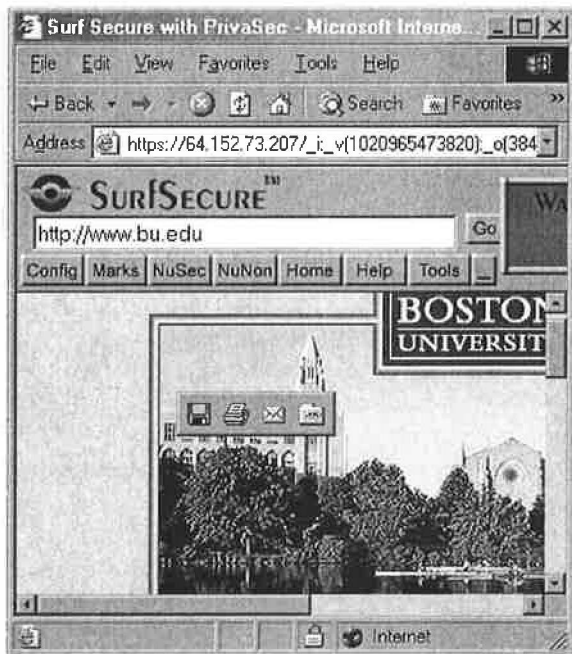 Surf Secure with PrivaSec - Microsoft Interne...
File Edit View Favorites Tools Help
Back Search Favorites »
Address https://64.152.73.207/_i:_v(1020965473820):_o(384
SURFSECURE™
http://www.bu.edu Go
Config Marks NuSec NuNon Home Help Tools _
BOSTON
UNIVERSIT
Internet